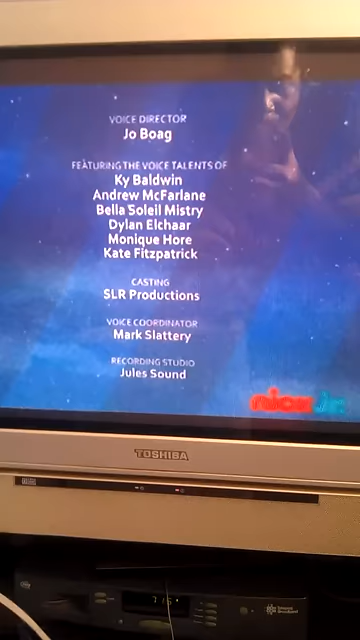 VOICE DIRECTOR
Jo Boag
FEATURING THE VOICE TALENTS OF
Ky Baldwin
Andrew McFarlane
Bella Soleil Mistry
Dylan Elchaar
Monique Hore
Kate Fitzpatrick
CASTING
SLR Productions
VOICE COORDINATOR
Mark Slattery
RECORDING STUDIO
Jules Sound
nick jr.
TOSHIBA